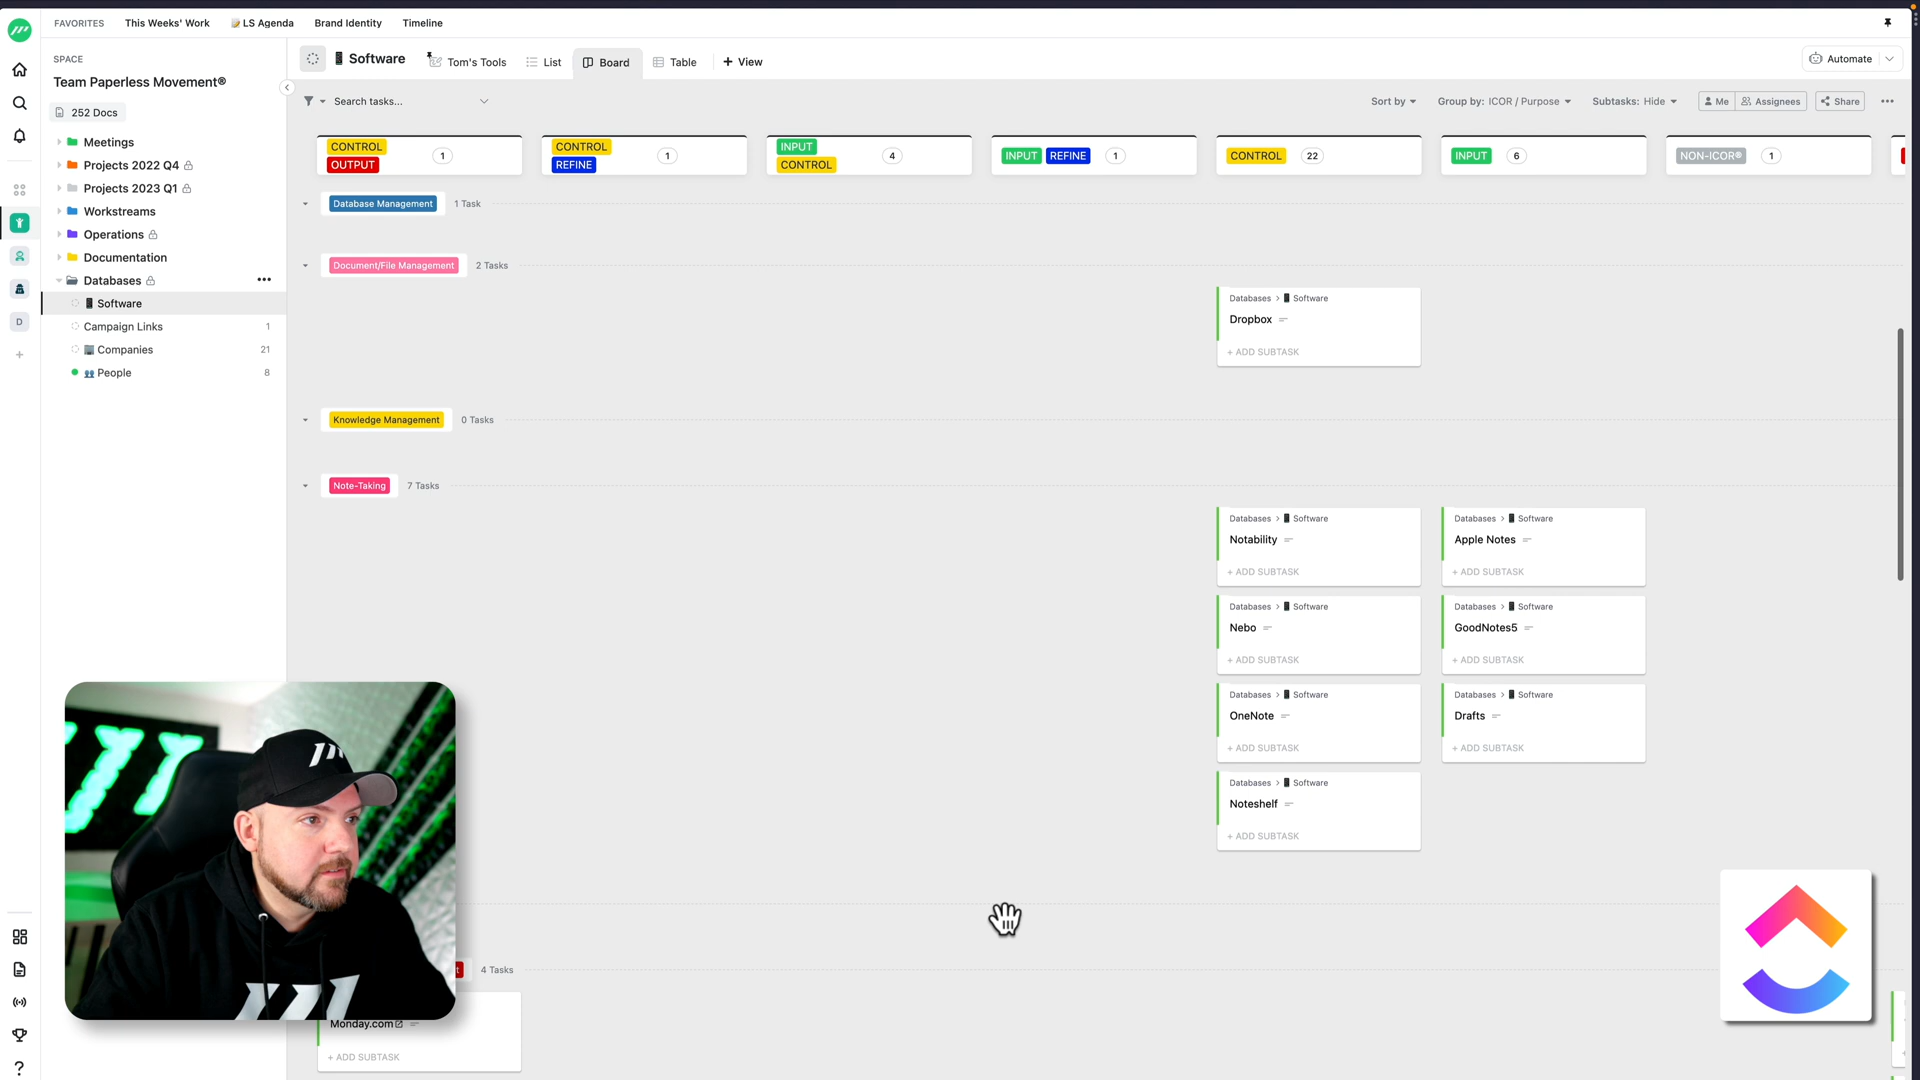 FAVORITES This Weeks' Work LS Agenda Brand Identity Timeline
SPACE
Team Paperless Movement®
252 Docs
Meetings
Projects 2022 Q4
Projects 2023 Q1
Workstreams
Operations
Documentation
Databases
Software
Campaign Links 1
Companies 21
People 8
D
Software Tom's Tools List Board Table + View
Automate
Search tasks...
Sort by Group by: ICOR / Purpose Subtasks: Hide Me Assignees Share
CONTROL
OUTPUT
1
CONTROL
REFINE
1
INPUT
CONTROL
4
INPUT REFINE 1
CONTROL 22
INPUT 6
NON-ICOR® 1
Database Management 1 Task
Document/File Management 2 Tasks
Databases > Software
Dropbox
+ ADD SUBTASK
Knowledge Management 0 Tasks
Note-Taking 7 Tasks
Databases > Software
Notability
+ ADD SUBTASK
Databases > Software
Nebo
+ ADD SUBTASK
Databases > Software
OneNote
+ ADD SUBTASK
Databases > Software
Noteshelf
+ ADD SUBTASK
Databases > Software
Apple Notes
+ ADD SUBTASK
Databases > Software
GoodNotes5
+ ADD SUBTASK
Databases > Software
Drafts
+ ADD SUBTASK
4 Tasks
Monday.com
+ ADD SUBTASK